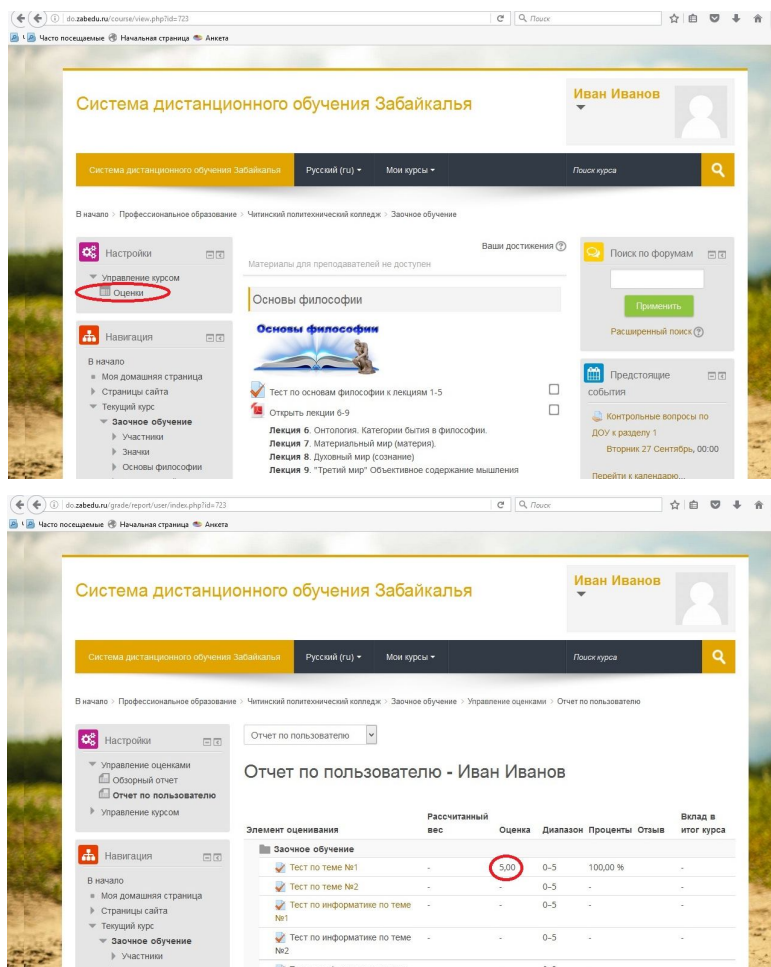 do.zabedu.ru/course/view.php?id=723
Поиск
Часто посещаемые Начальная страница Анкета
Система дистанционного обучения Забайкалья
Иван Иванов
Система дистанционного обучения Забайкалья Русский (ru) Мои курсы Поиск курса
В начало Профессиональное образование Читинский политехнический колледж Заочное обучение
Настройки
Управление курсом
Оценки
Навигация
В начало
Моя домашняя страница
Страницы сайта
Текущий курс
Заочное обучение
Участники
Значки
Основы философии
Ваши достижения
Материалы для преподавателей не доступен
Основы философии
Основы философии
Тест по основам философии к лекциям 1-5
Открыть лекции 6-9
Лекция 6. Онтология. Категории бытия в философии.
Лекция 7. Материальный мир (материя).
Лекция 8. Духовный мир (сознание)
Лекция 9. "Третий мир" Объективное содержание мышления
Поиск по форумам
Применить
Расширенный поиск
Предстоящие
события
Контрольные вопросы по
ДОУ к разделу 1
Вторник 27 Сентябрь, 00:00
Перейти к календарю...
do.zabedu.ru/grade/report/user/index.php?id=723
Поиск
Часто посещаемые Начальная страница Анкета
Система дистанционного обучения Забайкалья
Иван Иванов
Система дистанционного обучения Забайкалья Русский (ru) Мои курсы Поиск курса
В начало Профессиональное образование Читинский политехнический колледж Заочное обучение Управление оценками Отчет по пользователю
Настройки
Управление оценками
Обзорный отчет
Отчет по пользователю
Управление курсом
Навигация
В начало
Моя домашняя страница
Страницы сайта
Текущий курс
Заочное обучение
Участники
Отчет по пользователю
Отчет по пользователю - Иван Иванов
Рассчитанный Вклад в
Элемент оценивания вес Оценка Диапазон Проценты Отзыв итог курса
Заочное обучение
Тест по теме №1 - 5,00 0–5 100,00 % -
Тест по теме №2 - - 0–5 - -
Тест по информатике по теме - - 0–5 - -
№1
Тест по информатике по теме - - 0–5 - -
№2